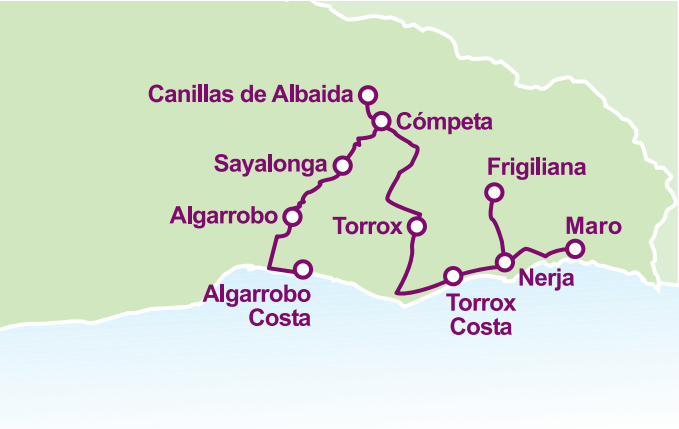 Canillas de Albaida
Cómpeta
Sayalonga
Frigiliana
Algarrobo
Torrox
Maro
Nerja
Algarrobo
Costa
Torrox
Costa